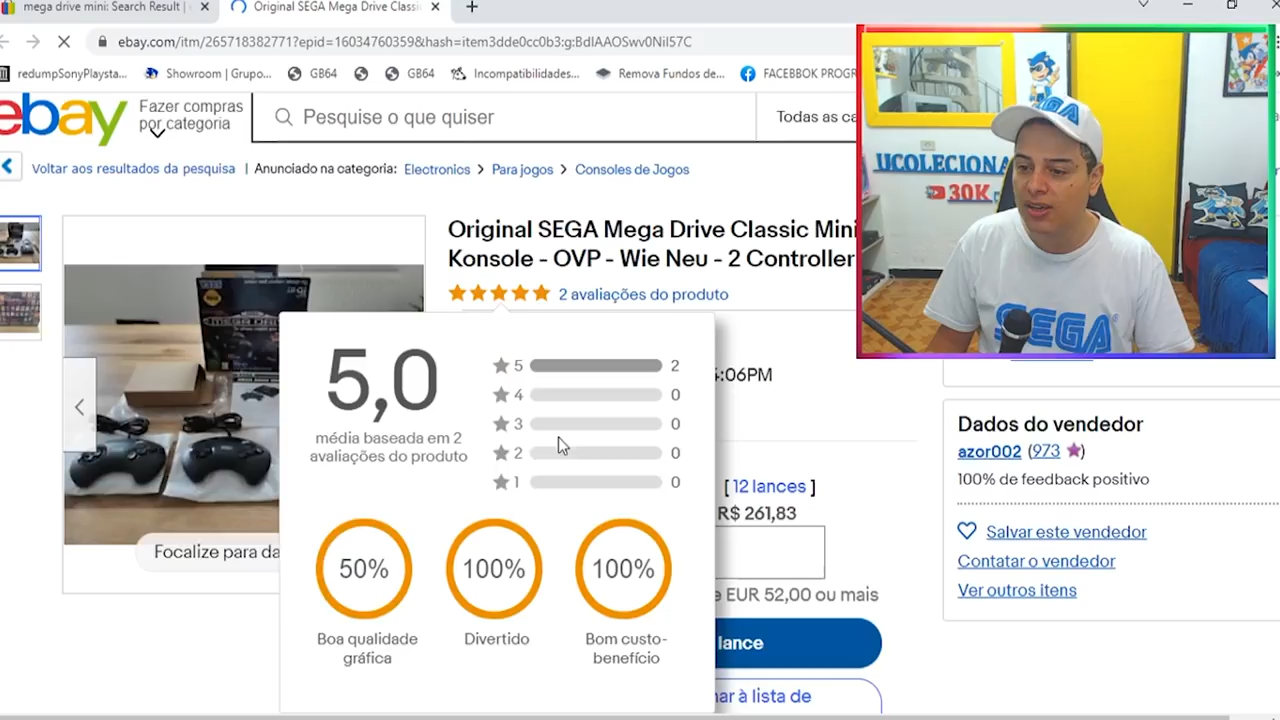 mega drive mini: Search Result |
Original SEGA Mega Drive Classic
ebay.com/itm/265718382771?epid=16034760359&hash=item3dde0cc0b3:g:BdIAAOSwv0NiI57C
redumpSonyPlaysta...
Showroom | Grupo...
GB64
GB64
Incompatibilidades...
Remova Fundos de...
FACEBBOK PROGR
ebay
Fazer compras
por categoria
Pesquise o que quiser
Todas as ca
Voltar aos resultados da pesquisa | Anunciado na categoria: Electronics > Para jogos > Consoles de Jogos
Original SEGA Mega Drive Classic Mini
Konsole - OVP - Wie Neu - 2 Controller
2 avaliações do produto
5,0
média baseada em 2
avaliações do produto
5 2
4 0
3 0
2 0
1 0
50%
100%
100%
Boa qualidade
gráfica
Divertido
Bom custo-
benefício
Focalize para da
:06PM
[ 12 lances ]
R$ 261,83
e EUR 52,00 ou mais
lance
nar à lista de
Dados do vendedor
azor002 (973 )
100% de feedback positivo
Salvar este vendedor
Contatar o vendedor
Ver outros itens
SEGA
UCOLECIONA
30K
SEGA